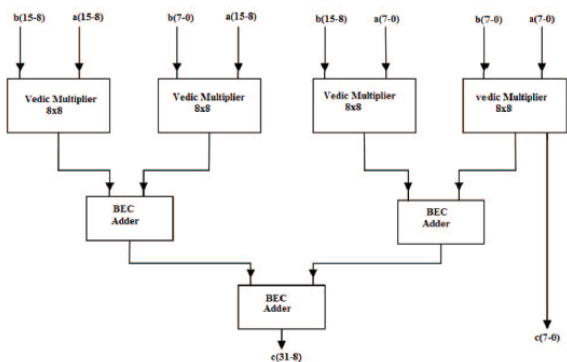 b(15-8) a(15-8) b(7-0) a(15-8) b(15-8) a(7-0) b(7-0) a(7-0)
Vedic Multiplier
8x8
Vedic Multiplier
8x8
Vedic Multiplier
8x8
vedic Multiplier
8x8
BEC
Adder
BEC
Adder
BEC
Adder
c(7-0)
c(31-8)